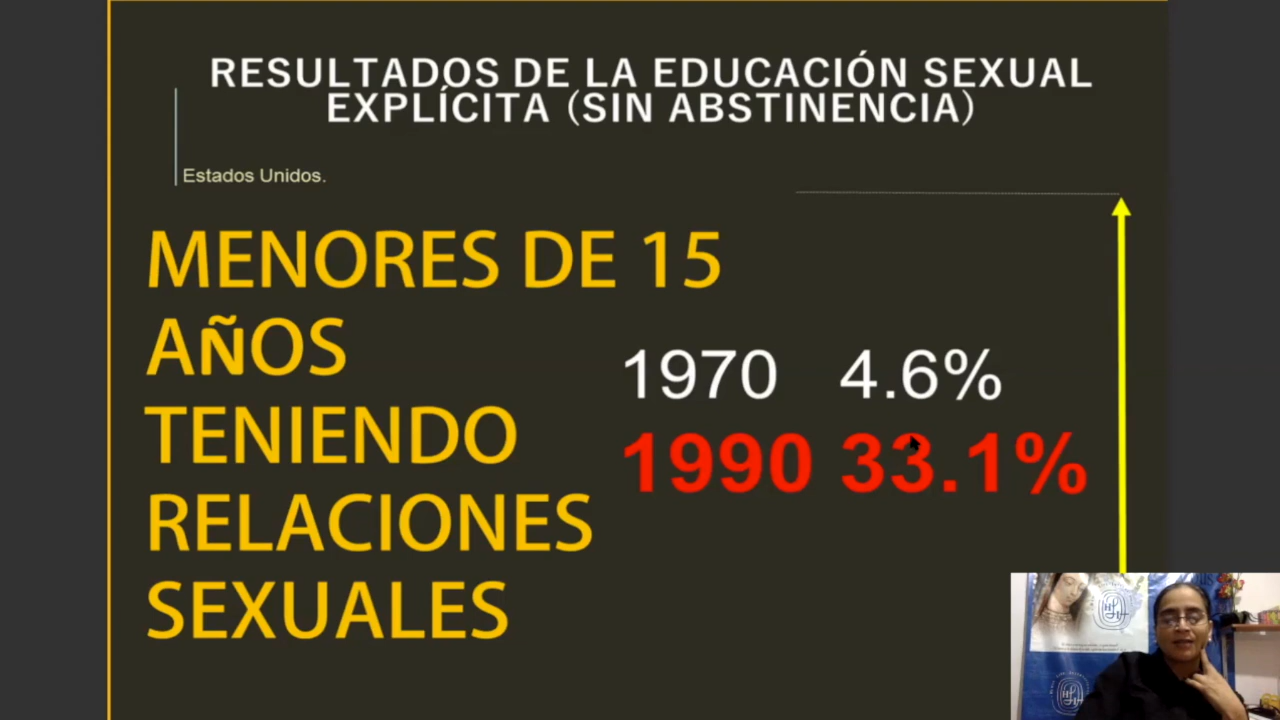 RESULTADOS DE LA EDUCACIÓN SEXUAL
EXPLÍCITA (SIN ABSTINENCIA)
Estados Unidos.
MENORES DE 15
AÑOS
TENIENDO
RELACIONES
SEXUALES
1970 4.6%
1990 33.1%